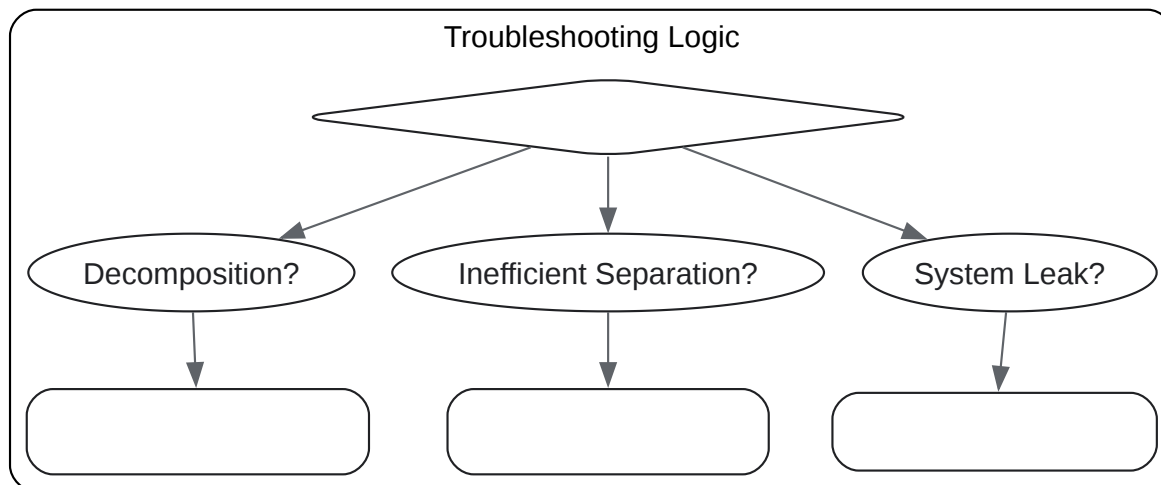 Troubleshooting Logic
Decomposition?
Inefficient Separation?
System Leak?